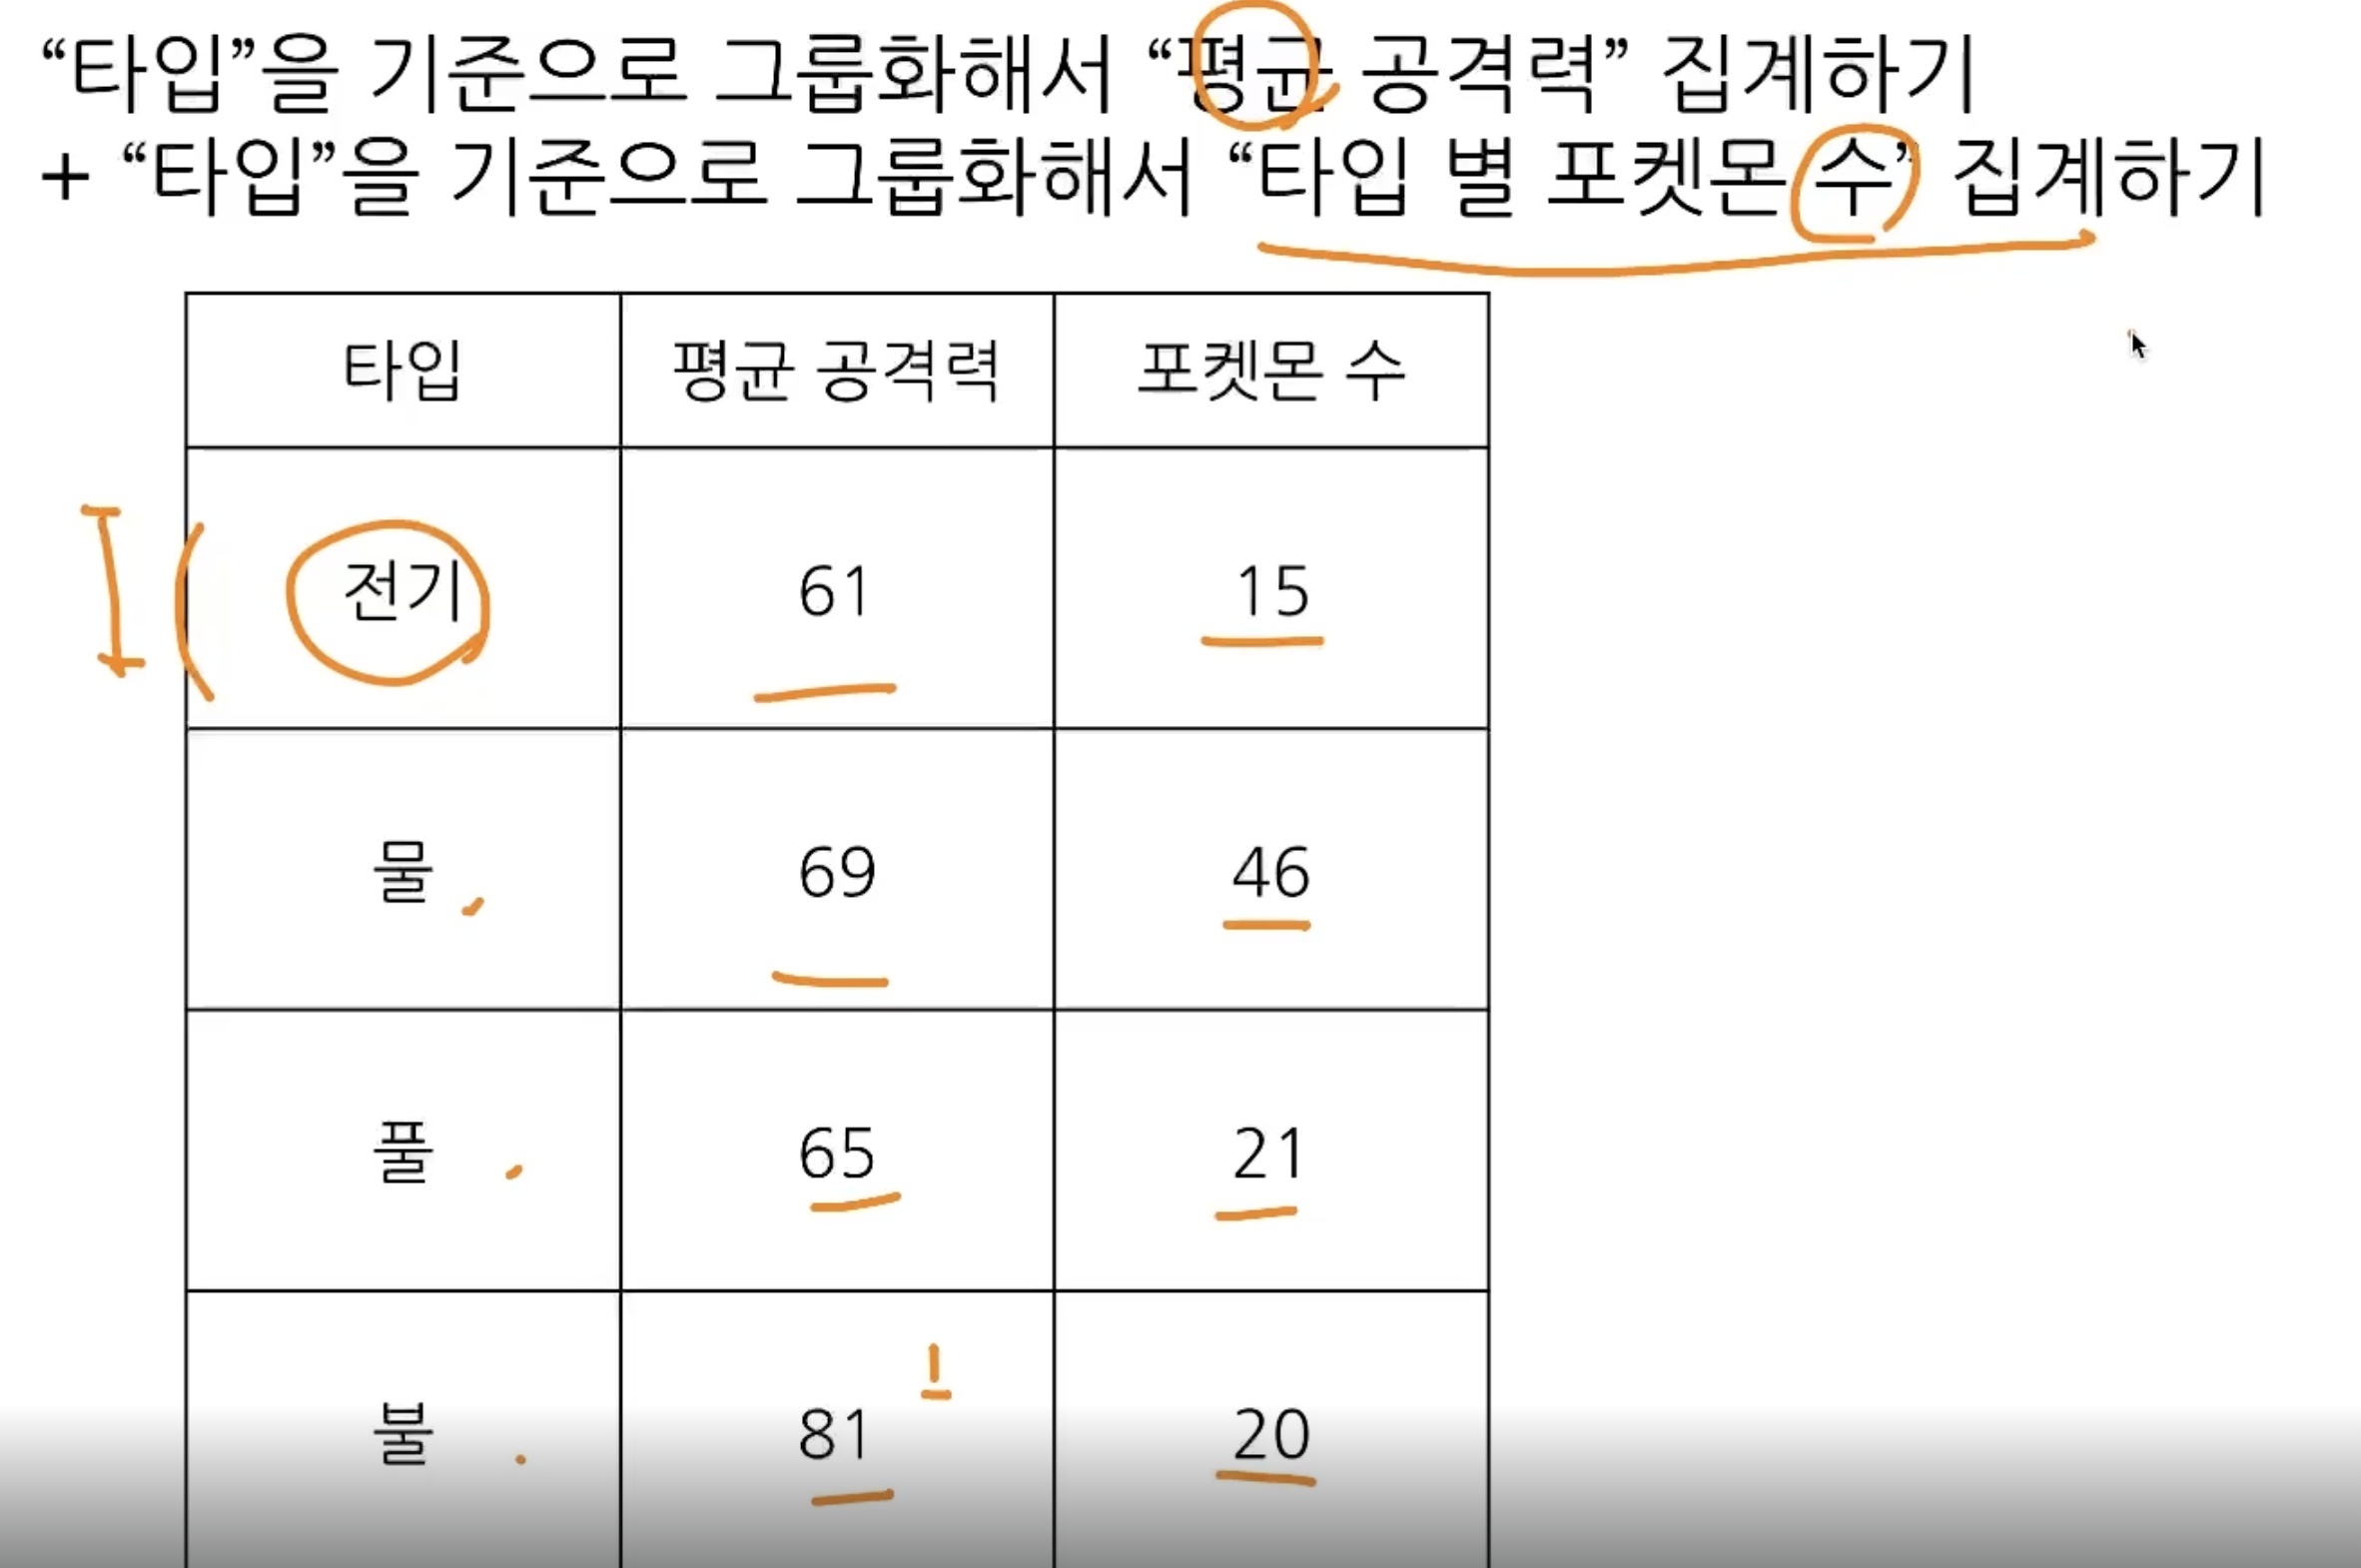 “타입”을 기준으로 그룹화해서 “평균 공격력” 집계하기
+ “타입”을 기준으로 그룹화해서 “타입 별 포켓몬 수” 집계하기
타입 평균 공격력 포켓몬 수
전기 61 15
물 69 46
풀 65 21
불 81 20